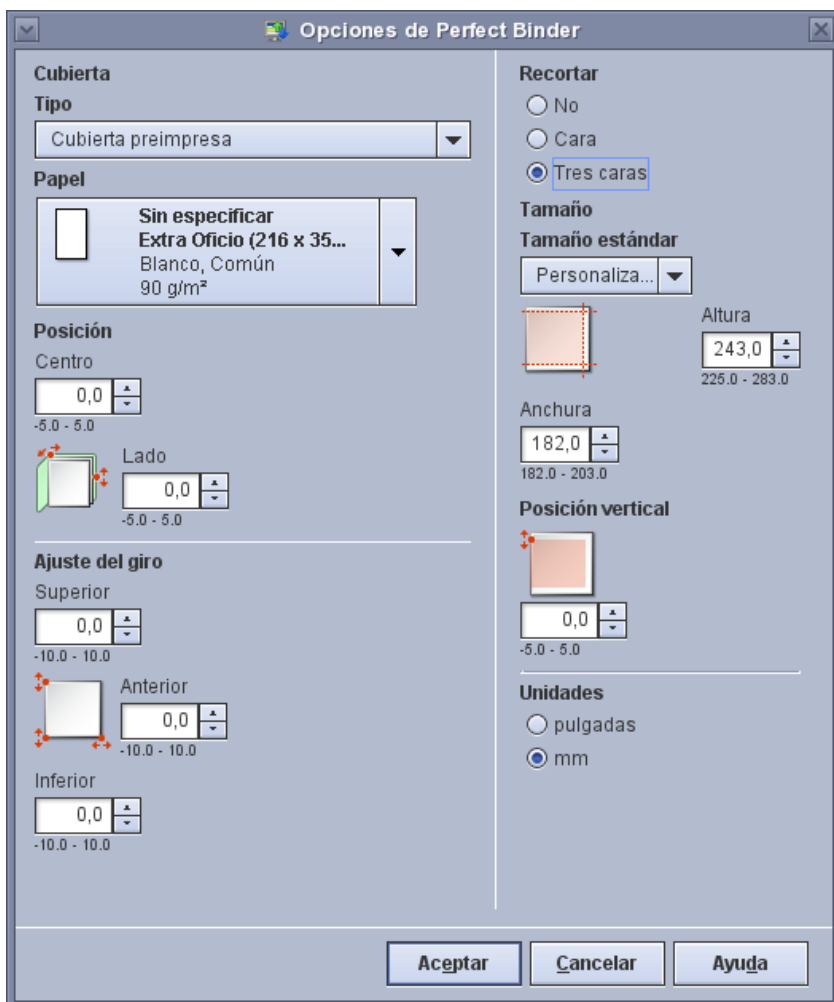 Opciones de Perfect Binder
Cubierta
Tipo
Cubierta preimpresa
Papel
Sin especificar
Extra Oficio (216 x 35...
Blanco, Común
90 g/m²
Posición
Centro
0,0
-5.0 - 5.0
Lado
0,0
-5.0 - 5.0
Ajuste del giro
Superior
0,0
-10.0 - 10.0
Anterior
0,0
-10.0 - 10.0
Inferior
0,0
-10.0 - 10.0
Recortar
No
Cara
Tres caras
Tamaño
Tamaño estándar
Personaliza...
Altura
243,0
225.0 - 283.0
Anchura
182,0
182.0 - 203.0
Posición vertical
0,0
-5.0 - 5.0
Unidades
pulgadas
mm
Aceptar
Cancelar
Ayuda